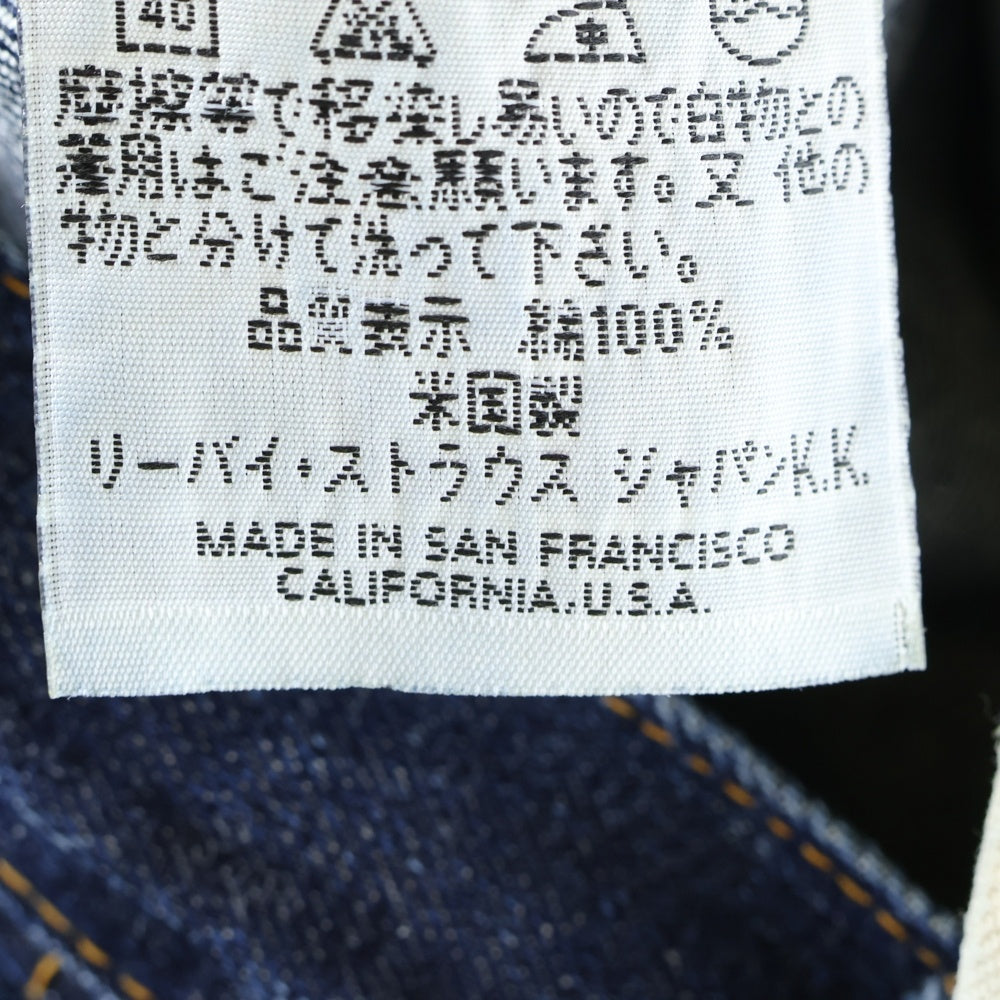 40
摩擦等で移染し易いので白物との
着用はご注意願います。又他の
物と分けて洗って下さい。
品質表示 綿100%
米国製
リーバイ・ストラウス ジャパンK.K.
MADE IN SAN FRANCISCO
CALIFORNIA.U.S.A.